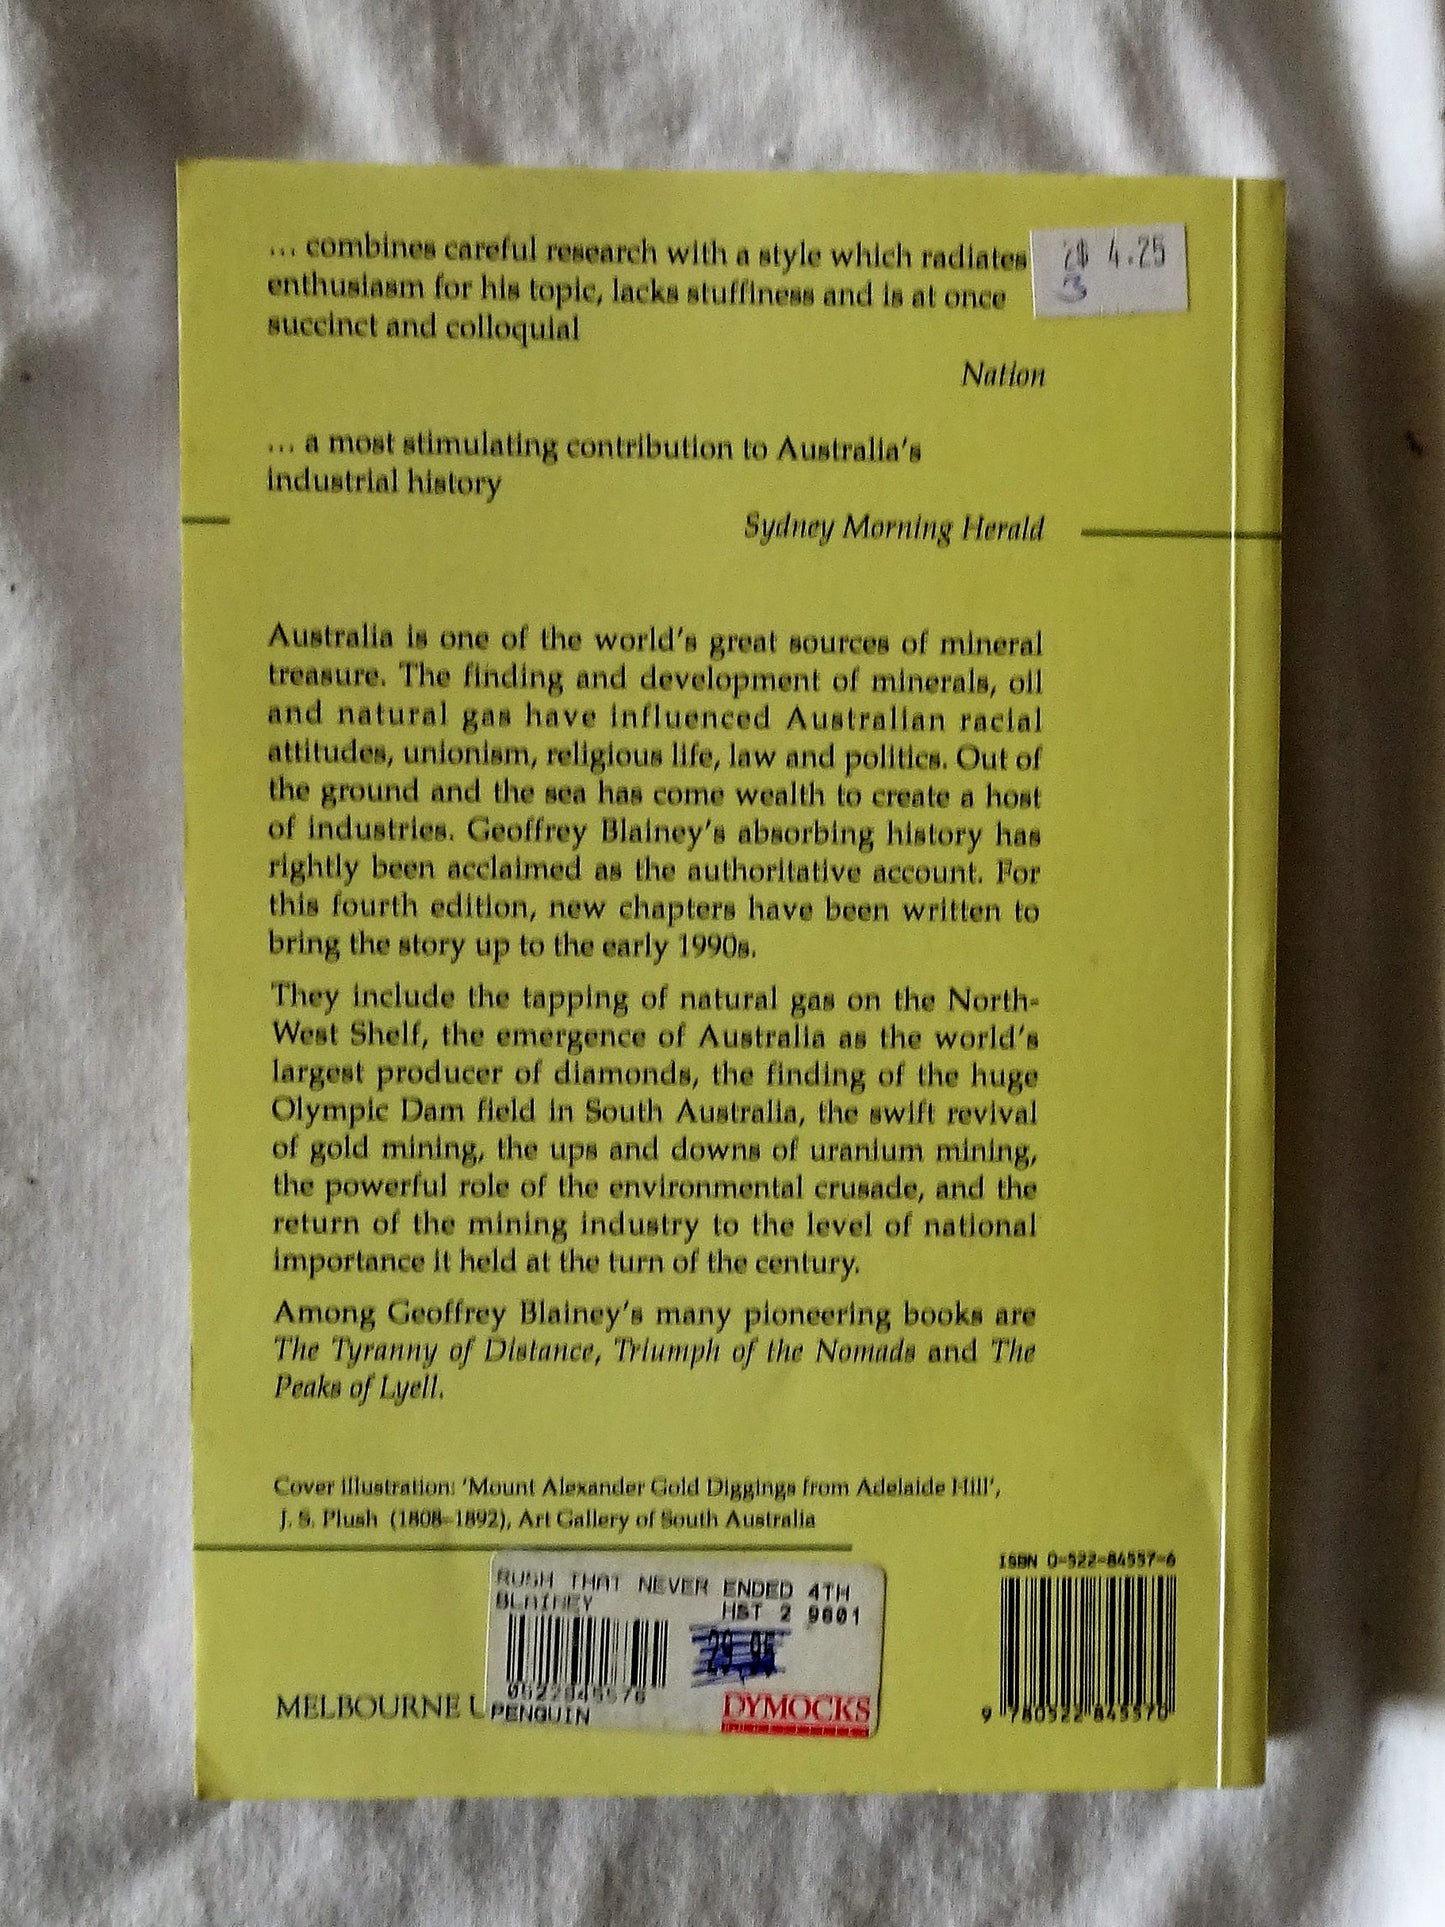 ... combines careful research with a style which radiates
enthusiasm for his topic, lacks stuffiness and is at once
succinct and colloquial
Nation
4.25
3
... a most stimulating contribution to Australia's
industrial history
Sydney Morning Herald
Australia is one of the world's great sources of mineral
treasure. The finding and development of minerals, oil
and natural gas have influenced Australian racial
attitudes, unionism, religious life, law and politics. Out of
the ground and the sea has come wealth to create a host
of industries. Geoffrey Blainey's absorbing history has
rightly been acclaimed as the authoritative account. For
this fourth edition, new chapters have been written to
bring the story up to the early 1990s.
They include the tapping of natural gas on the North-
West Shelf, the emergence of Australia as the world's
largest producer of diamonds, the finding of the huge
Olympic Dam field in South Australia, the swift revival
of gold mining, the ups and downs of uranium mining,
the powerful role of the environmental crusade, and the
return of the mining industry to the level of national
importance it held at the turn of the century.
Among Geoffrey Blainey's many pioneering books are
The Tyranny of Distance, Triumph of the Nomads and The
Peaks of Lyell.
Cover illustration: 'Mount Alexander Gold Diggings from Adelaide Hill',
J. S. Plush (1808–1892), Art Gallery of South Australia
RUSH THAT NEVER ENDED 4TH
BLAINEY HST 2 9601
29.95
0522845576
PENGUIN
DYMOCKS
MELBOURNE U
ISBN 0-522-84557-6
9 780522 845570